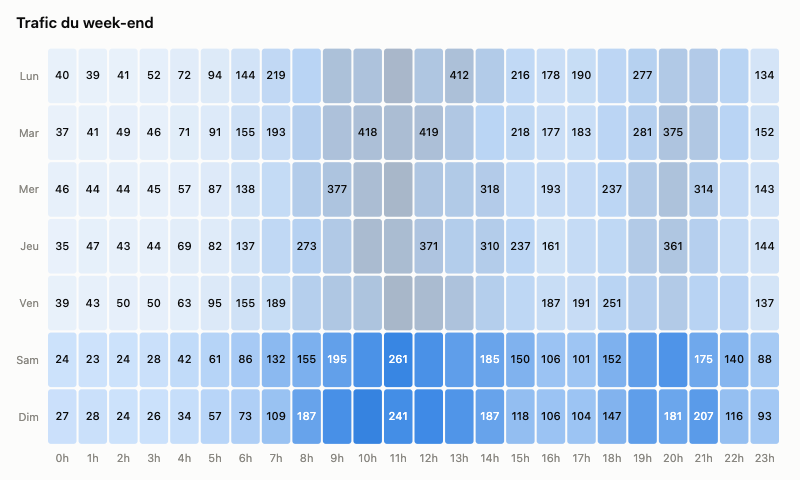 Trafic du week-end
Lun 40 39 41 52 72 94 144 219 412 216 178 190 277 134
Mar 37 41 49 46 71 91 155 193 418 419 218 177 183 281 375 152
Mer 46 44 44 45 57 87 138 377 318 193 237 314 143
Jeu 35 47 43 44 69 82 137 273 371 310 237 161 361 144
Ven 39 43 50 50 63 95 155 189 187 191 251 137
Sam 24 23 24 28 42 61 86 132 155 195 261 185 150 106 101 152 175 140 88
Dim 27 28 24 26 34 57 73 109 187 241 187 118 106 104 147 181 207 116 93
0h 1h 2h 3h 4h 5h 6h 7h 8h 9h 10h 11h 12h 13h 14h 15h 16h 17h 18h 19h 20h 21h 22h 23h